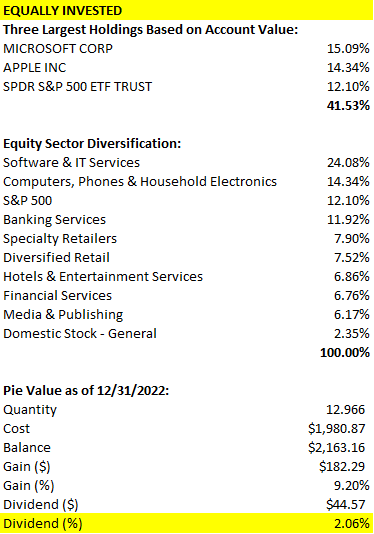 EQUALLY INVESTED
Three Largest Holdings Based on Account Value:
MICROSOFT CORP 15.09%
APPLE INC 14.34%
SPDR S&P 500 ETF TRUST 12.10%
41.53%
Equity Sector Diversification:
Software & IT Services 24.08%
Computers, Phones & Household Electronics 14.34%
S&P 500 12.10%
Banking Services 11.92%
Specialty Retailers 7.90%
Diversified Retail 7.52%
Hotels & Entertainment Services 6.86%
Financial Services 6.76%
Media & Publishing 6.17%
Domestic Stock - General 2.35%
100.00%
Pie Value as of 12/31/2022:
Quantity 12.966
Cost $1,980.87
Balance $2,163.16
Gain ($) $182.29
Gain (%) 9.20%
Dividend ($) $44.57
Dividend (%) 2.06%